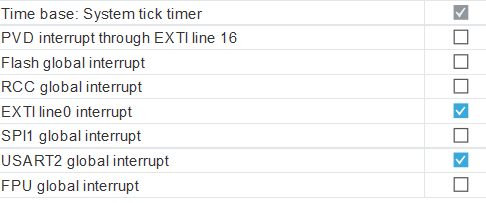 Time base: System tick timer
PVD interrupt through EXTI line 16
Flash global interrupt
RCC global interrupt
EXTI line0 interrupt
SPI1 global interrupt
USART2 global interrupt
FPU global interrupt